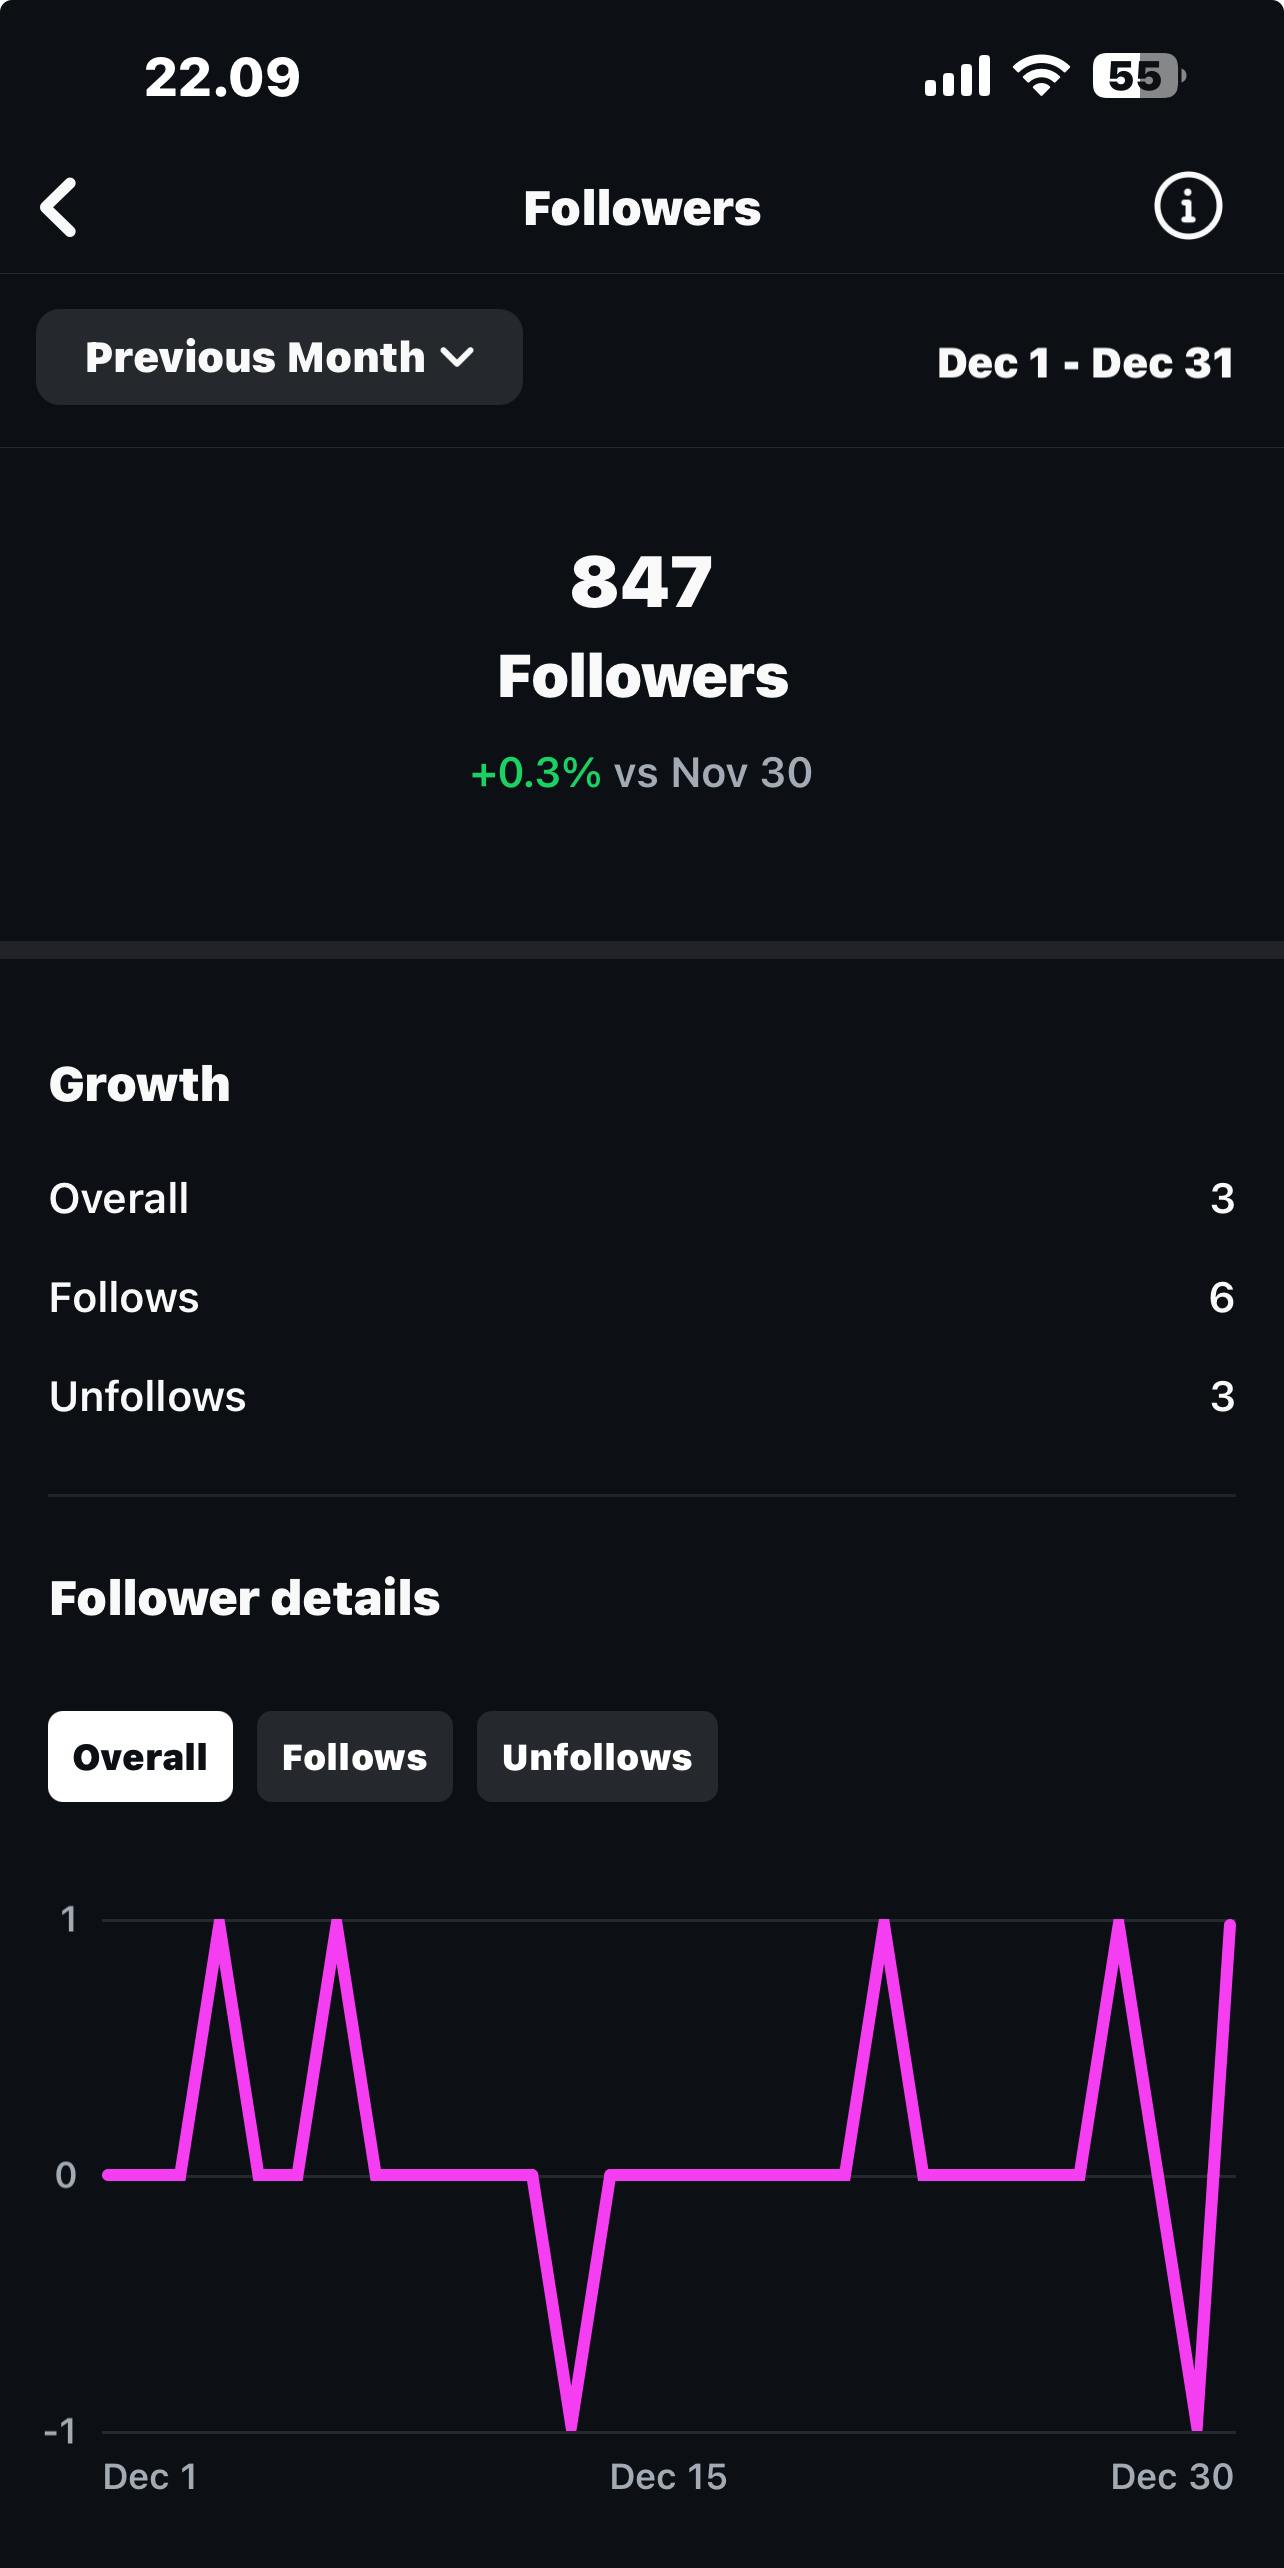 22.09
55
Followers
Previous Month
Dec 1 - Dec 31
847
Followers
+0.3% vs Nov 30
Growth
Overall 3
Follows 6
Unfollows 3
Follower details
Overall Follows Unfollows
1
0
-1
Dec 1 Dec 15 Dec 30